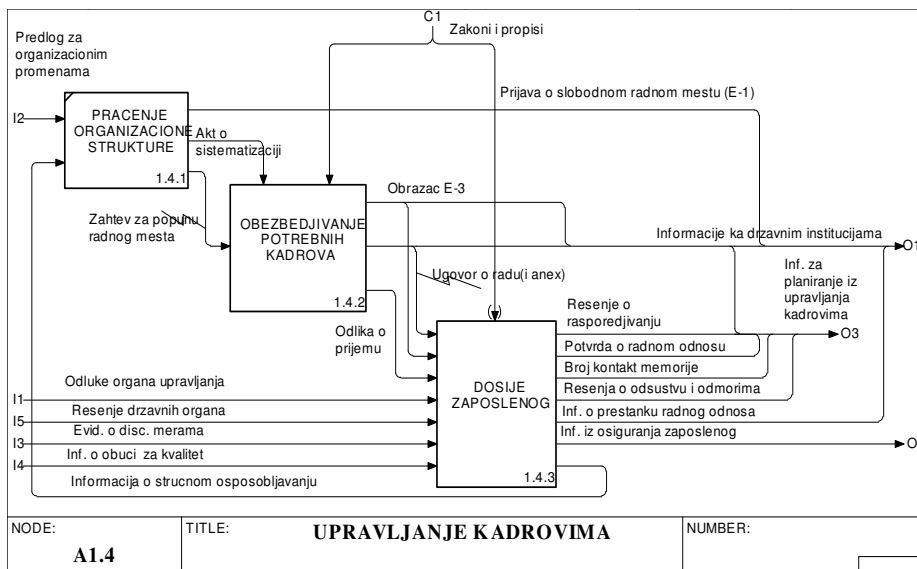 C1
Zakoni i propisi
Predlog za
organizacionim
promenama
I2
PRACENJE
ORGANIZACIONE
STRUKTURE
1.4.1
Prijava o slobodnom radnom mestu (E-1)
Akt o
sistematizaciji
Zahtev za popunu
radnog mesta
OBEZBEDJIVANJE
POTREBNIH
KADROVA
1.4.2
Obrazac E-3
Informacije ka drzavnim institucijama
O1
Ugovor o radu(i anex)
Inf. za
planiranje iz
upravljanja
kadrovima
O3
Odlika o
prijemu
DOSIJE
ZAPOSLENOG
1.4.3
Resenje o
rasporedjivanju
Potvrda o radnom odnosu
Broj kontakt memorije
Resenja o odsustvu i odmorima
Inf. o prestanku radnog odnosa
Inf. iz osiguranja zaposlenog
O
Odluke organa upravljanja
I1
Resenje drzavnih organa
I5
Evid. o disc. merama
I3
Inf. o obuci za kvalitet
I4
Informacija o strucnom osposobljavanju
NODE:
A1.4
TITLE:
UPRAVLJANJE KADROVIMA
NUMBER: